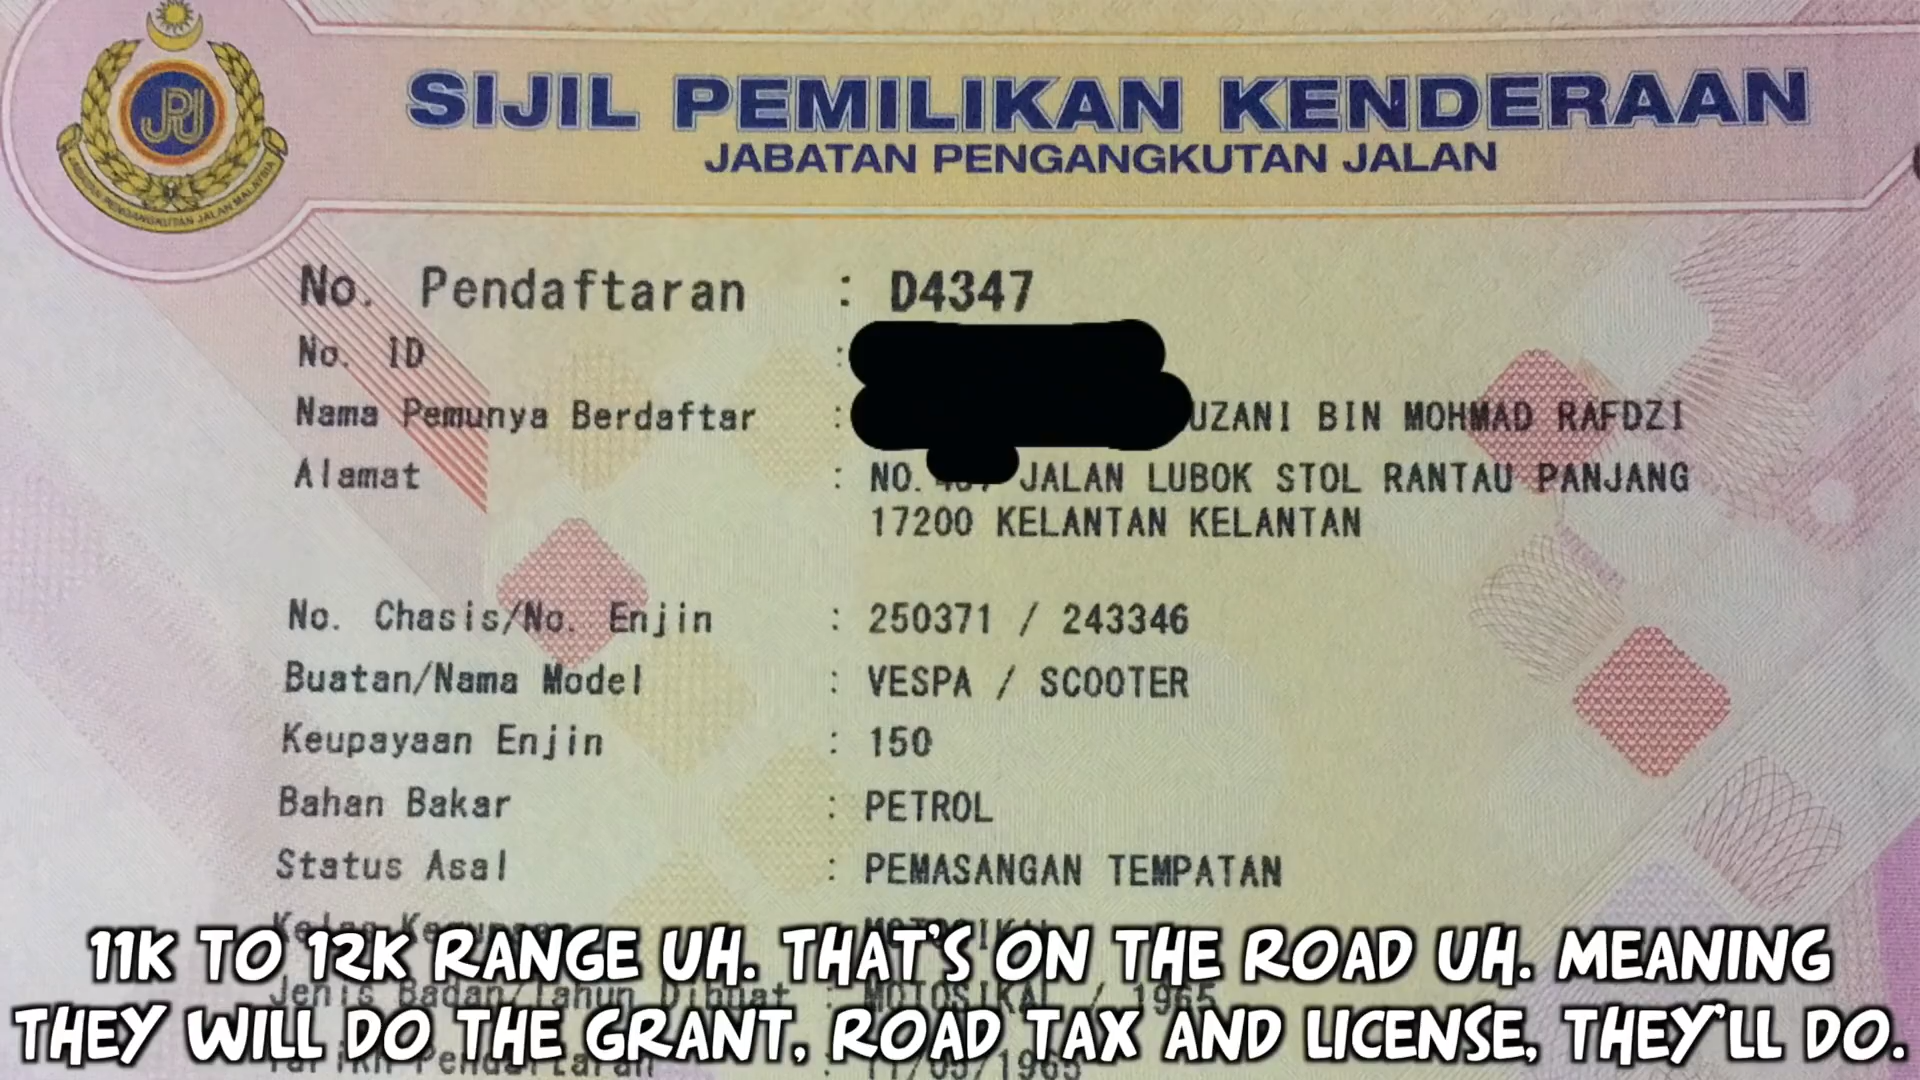 SIJIL PEMILIKAN KENDERAAN
JABATAN PENGANGKUTAN JALAN
No. Pendaftaran : D4347
No. ID :
Nama Pemunya Berdaftar : UZANI BIN MOHMAD RAFDZI
Alamat : NO. JALAN LUBOK STOL RANTAU PANJANG
17200 KELANTAN KELANTAN
No. Chasis/No. Enjin : 250371 / 243346
Buatan/Nama Model : VESPA / SCOOTER
Keupayaan Enjin : 150
Bahan Bakar : PETROL
Status Asal : PEMASANGAN TEMPATAN
11K TO 12K RANGE UH. THAT'S ON THE ROAD UH. MEANING
Jenis Badan/Tahun Dibuat : MOTOSIKAL / 1965
THEY WILL DO THE GRANT, ROAD TAX AND LICENSE, THEY'LL DO.